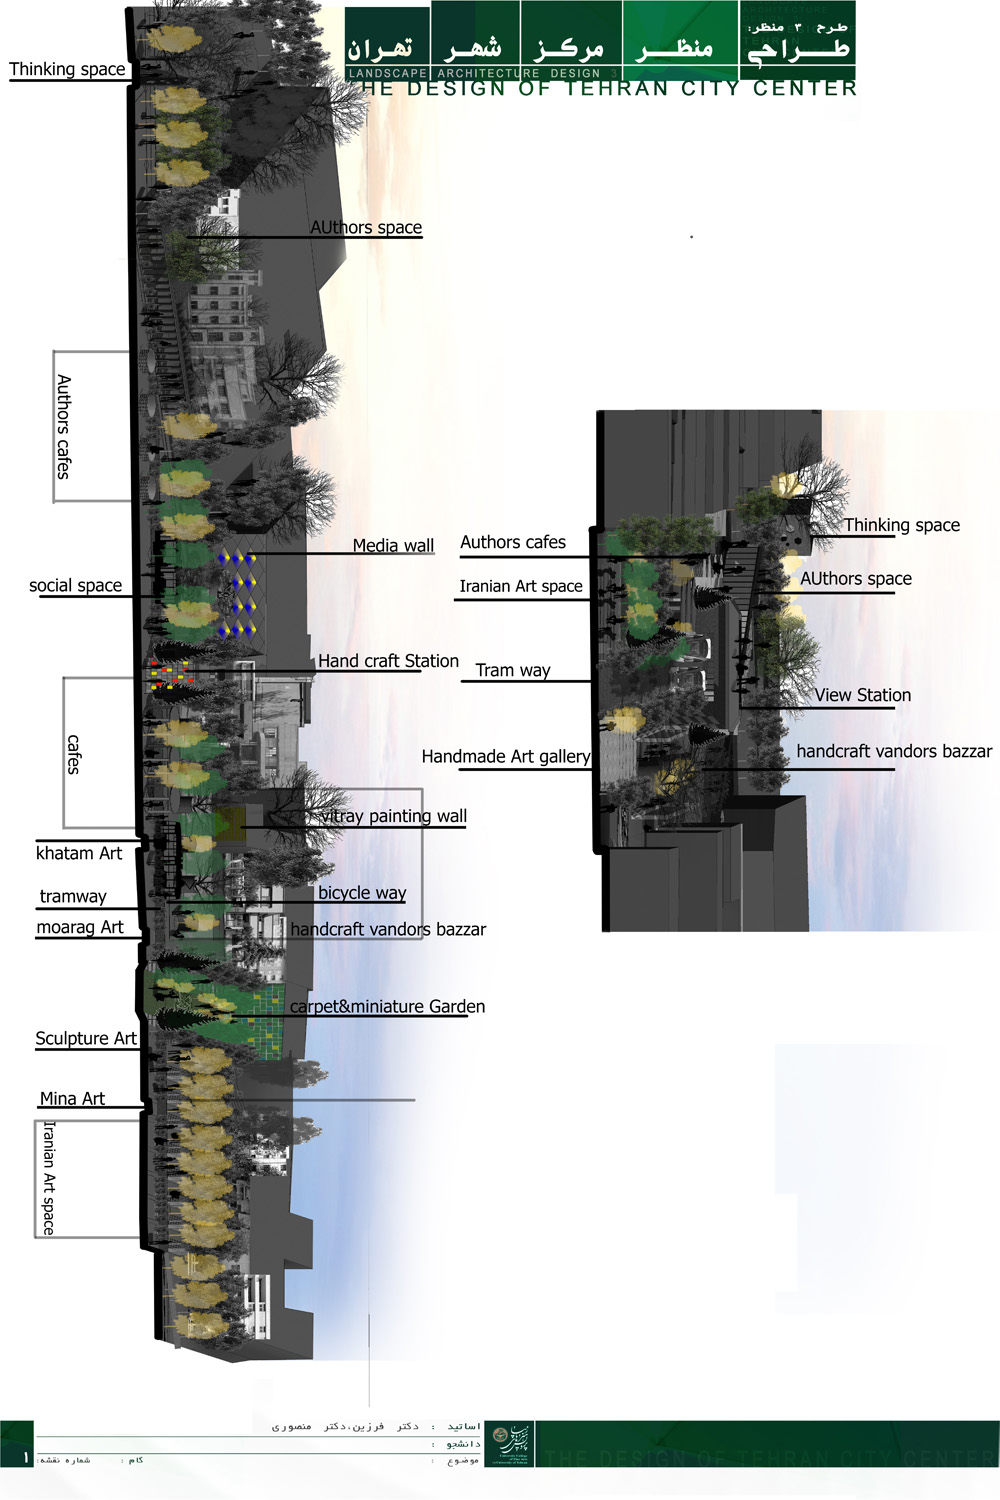 طرح ۳ منظر:
طراحی
منظر
مرکز
شهر
تهران
LANDSCAPE ARCHITECTURE DESIGN 3
THE DESIGN OF TEHRAN CITY CENTER
Thinking space
AUthors space
Authors cafes
Media wall
social space
Hand craft Station
cafes
vitray painting wall
khatam Art
bicycle way
tramway
moarag Art
handcraft vandors bazzar
carpet&miniature Garden
Sculpture Art
Mina Art
Iranian Art space
Thinking space
Authors cafes
AUthors space
Iranian Art space
Tram way
View Station
Handmade Art gallery
handcraft vandors bazzar
اساتید : دکتر فرزین،دکتر منصوری
دانشجو :
موضوع :
گام :
شماره نقشه:
۱
THE DESIGN OF TEHRAN CITY CENTER